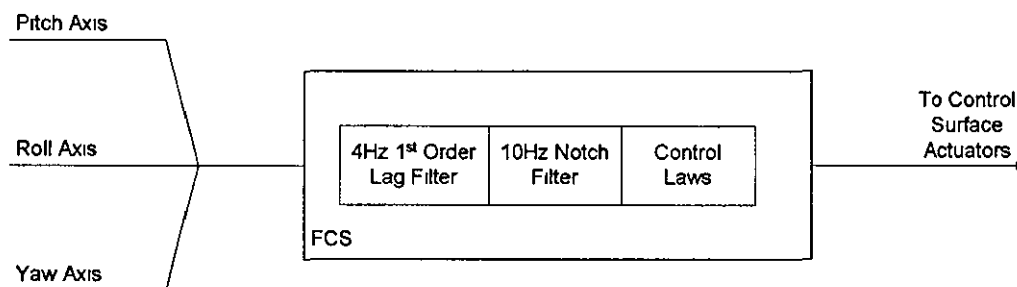 Pitch Axis
Roll Axis
Yaw Axis
4Hz 1st Order
Lag Filter
10Hz Notch
Filter
Control
Laws
FCS
To Control
Surface
Actuators